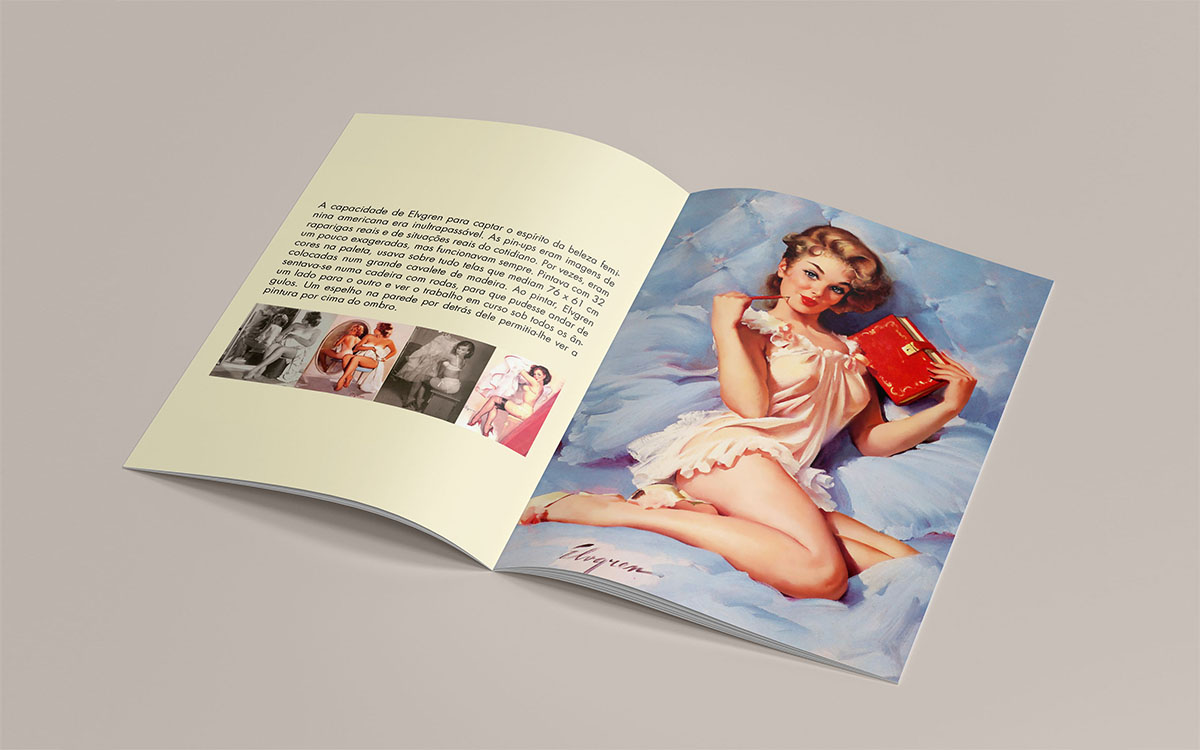 A capacidade de Elvgren para captar o espírito da beleza femi-
nina americana era inultrapassável. As pin-ups eram imagens de
raparigas reais e de situações reais do cotidiano. Por vezes, eram
um pouco exageradas, mas funcionavam sempre. Pintava com 32
cores na paleta, usava sobre tudo telas que mediam 76 x 61 cm
colocadas num grande cavalete de madeira. Ao pintar, Elvgren
sentava-se numa cadeira com rodas, para que pudesse andar de
um lado para o outro e ver o trabalho em curso sob todos os ân-
gulos. Um espelho na parede por detrás dele permitia-lhe ver a
pintura por cima do ombro.
Elvgren